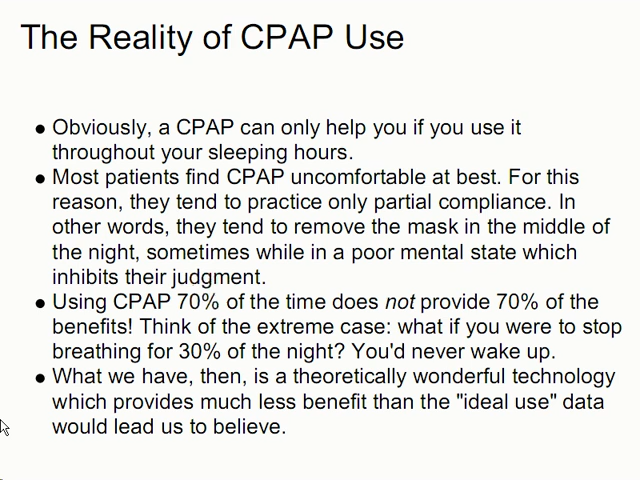 The Reality of CPAP Use
● Obviously, a CPAP can only help you if you use it
throughout your sleeping hours.
● Most patients find CPAP uncomfortable at best. For this
reason, they tend to practice only partial compliance. In
other words, they tend to remove the mask in the middle of
the night, sometimes while in a poor mental state which
inhibits their judgment.
● Using CPAP 70% of the time does not provide 70% of the
benefits! Think of the extreme case: what if you were to stop
breathing for 30% of the night? You'd never wake up.
● What we have, then, is a theoretically wonderful technology
which provides much less benefit than the "ideal use" data
would lead us to believe.